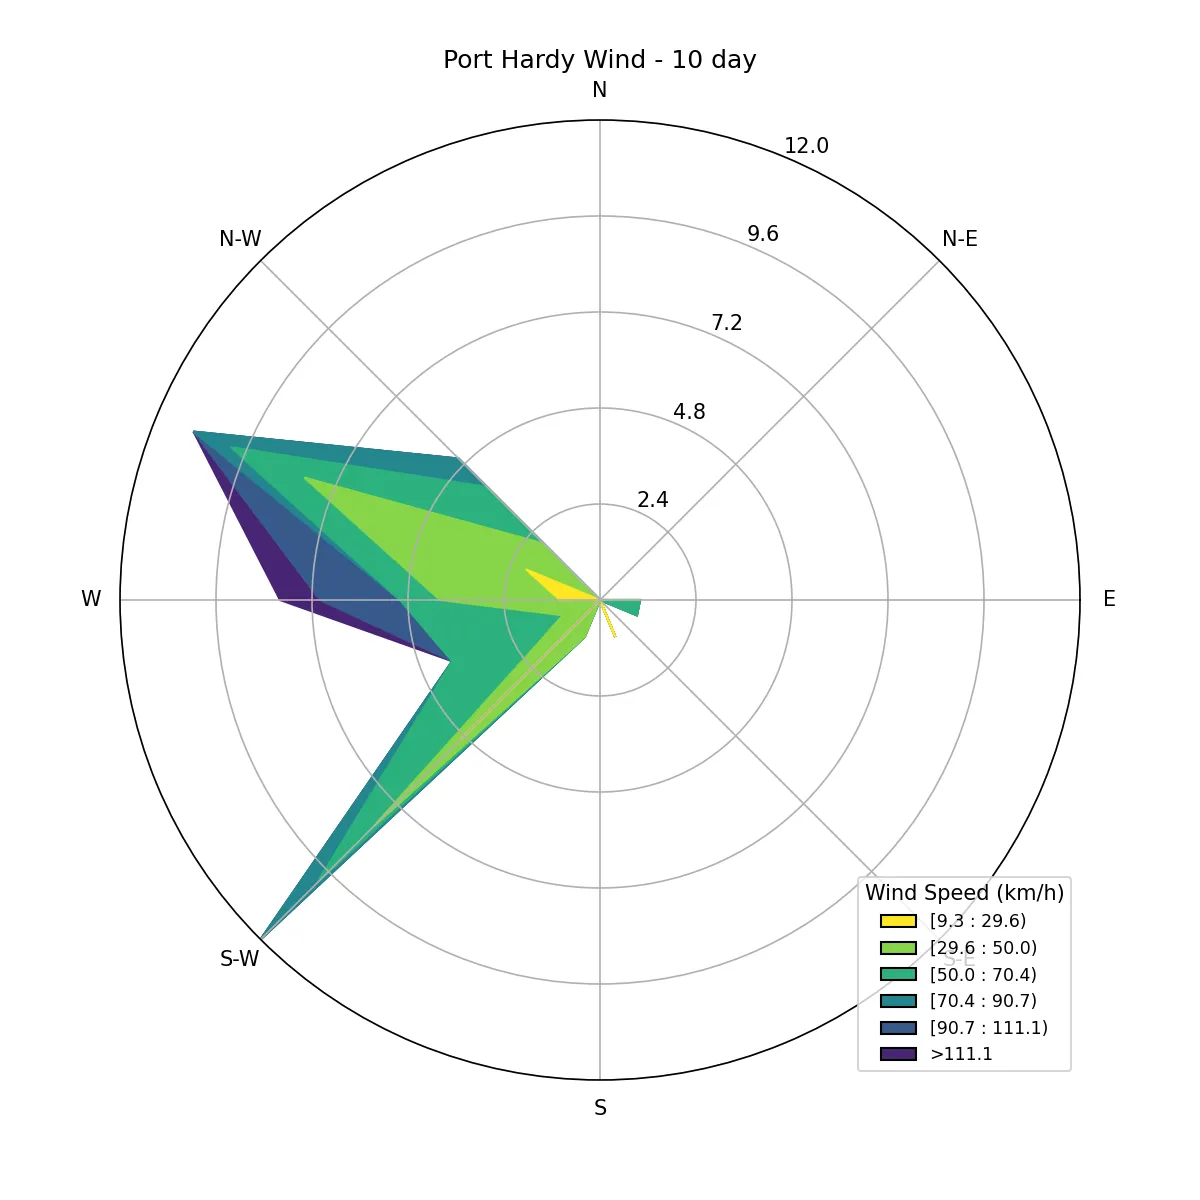 Port Hardy Wind - 10 day
N
12.0
N-W
9.6
N-E
7.2
4.8
2.4
W
E
S-W
S-E
Wind Speed (km/h)
[9.3 : 29.6)
[29.6 : 50.0)
[50.0 : 70.4)
[70.4 : 90.7)
[90.7 : 111.1)
>111.1
S